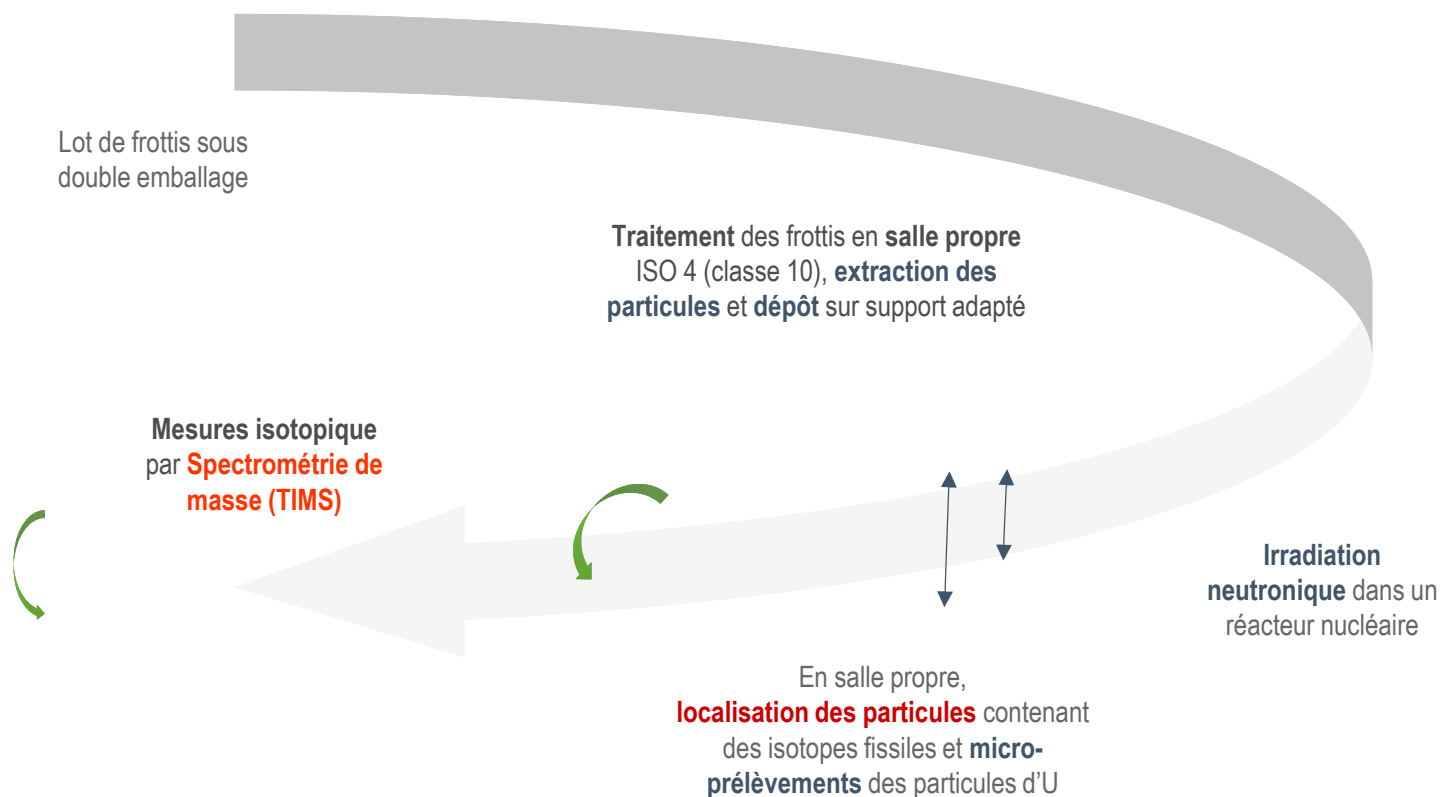 Lot de frottis sous
double emballage
Traitement des frottis en salle propre
ISO 4 (classe 10), extraction des
particules et dépôt sur support adapté
Mesures isotopique
par Spectrométrie de
masse (TIMS)
Irradiation
neutronique dans un
réacteur nucléaire
En salle propre,
localisation des particules contenant
des isotopes fissiles et micro-
prélèvements des particules d’U